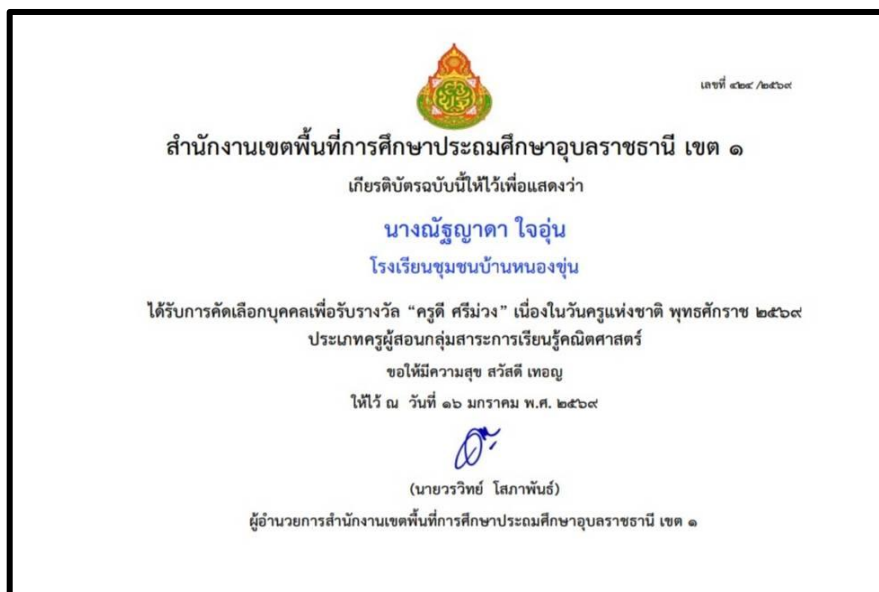 เลขที่ ๔๒๔ /๒๕๖๙
สำนักงานเขตพื้นที่การศึกษาประถมศึกษาอุบลราชธานี เขต ๑
เกียรติบัตรฉบับนี้ให้ไว้เพื่อแสดงว่า
นางณัฐญาดา ใจอุ่น
โรงเรียนชุมชนบ้านหนองขุ่น
ได้รับการคัดเลือกบุคคลเพื่อรับรางวัล “ครูดี ศรีม่วง” เนื่องในวันครูแห่งชาติ พุทธศักราช ๒๕๖๙
ประเภทครูผู้สอนกลุ่มสาระการเรียนรู้คณิตศาสตร์
ขอให้มีความสุข สวัสดี เทอญ
ให้ไว้ ณ วันที่ ๑๖ มกราคม พ.ศ. ๒๕๖๙
(นายวรวิทย์ โสภาพันธ์)
ผู้อำนวยการสำนักงานเขตพื้นที่การศึกษาประถมศึกษาอุบลราชธานี เขต ๑